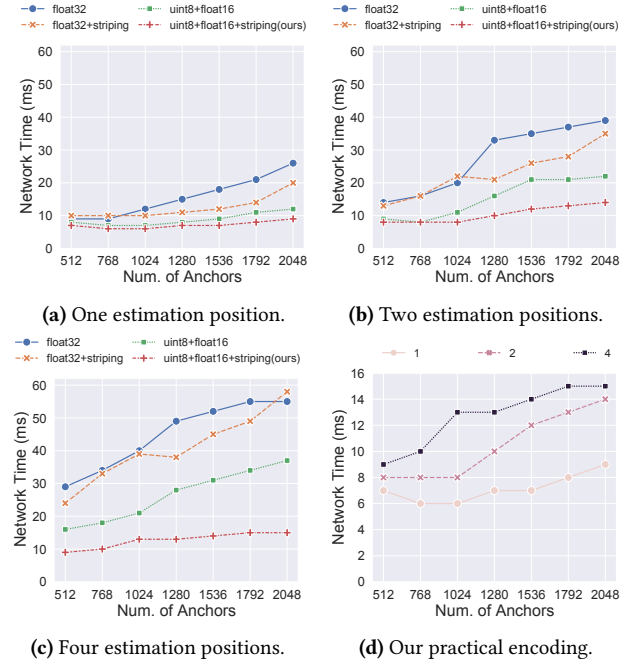 float32 uint8+float16
float32+striping uint8+float16+striping(ours)
60
50
40
30
20
10
0
Network Time (ms)
512 768 1024 1280 1536 1792 2048
Num. of Anchors
(a) One estimation position.
float32 uint8+float16
float32+striping uint8+float16+striping(ours)
60
50
40
30
20
10
0
Network Time (ms)
512 768 1024 1280 1536 1792 2048
Num. of Anchors
(b) Two estimation positions.
float32 uint8+float16
float32+striping uint8+float16+striping(ours)
60
50
40
30
20
10
0
Network Time (ms)
512 768 1024 1280 1536 1792 2048
Num. of Anchors
(c) Four estimation positions.
1 2 4
16
14
12
10
8
6
4
2
0
Network Time (ms)
512 768 1024 1280 1536 1792 2048
Num. of Anchors
(d) Our practical encoding.